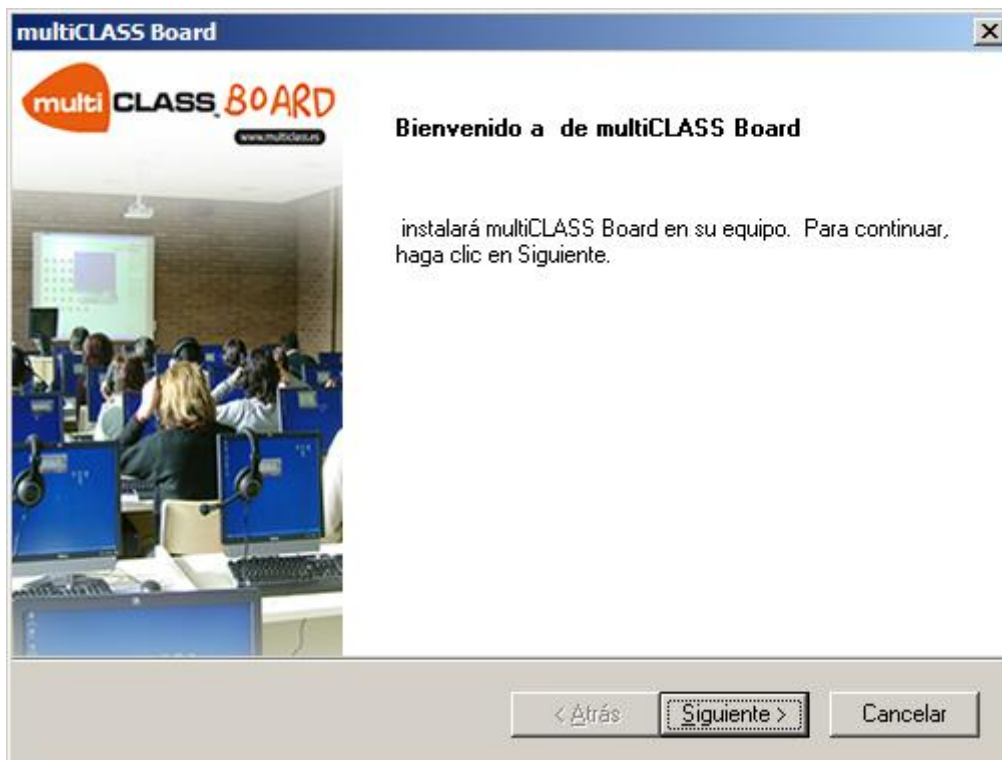 multiCLASS Board
multi CLASS BOARD
www.multiclass.es
Bienvenido a  de multiCLASS Board
instalará multiCLASS Board en su equipo.  Para continuar,
haga clic en Siguiente.
< Atrás
Siguiente >
Cancelar